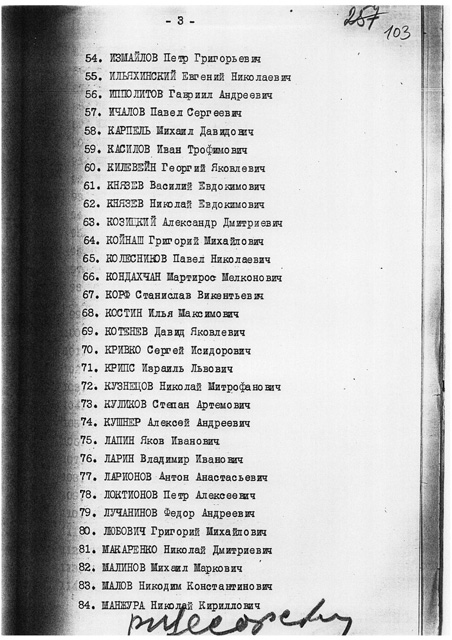 - 3 -
257
103
54. ИЗМАЙЛОВ Петр Григорьевич
55. ИЛЬЯХИНСКИЙ Евгений Николаевич
56. ИППОЛИТОВ Гавриил Андреевич
57. ИЧАЛОВ Павел Сергеевич
58. КАРПЕЛЬ Михаил Давидович
59. КАСИЛОВ Иван Трофимович
60. КИЛЕВЕЙН Георгий Яковлевич
61. КНЯЗЕВ Василий Евдокимович
62. КНЯЗЕВ Николай Евдокимович
63. КОЗИЦКИЙ Александр Дмитриевич
64. КОЙНАШ Григорий Михайлович
65. КОЛЕСНИКОВ Павел Николаевич
66. КОНДАХЧАН Мартирос Мелконович
67. КОРФ Станислав Викентьевич
68. КОСТИН Илья Максимович
69. КОТЕНЕВ Давид Яковлевич
70. КРИВКО Сергей Исидорович
71. КРИПС Израиль Львович
72. КУЗНЕЦОВ Николай Митрофанович
73. КУЛИКОВ Степан Артемович
74. КУШНЕР Алексей Андреевич
75. ЛАПИН Яков Иванович
76. ЛАРИН Владимир Иванович
77. ЛАРИОНОВ Антон Анастасьевич
78. ЛОКТИОНОВ Петр Алексеевич
79. ЛУЧАНИНОВ Федор Андреевич
80. ЛЮБОВИЧ Григорий Михайлович
81. МАКАРЕНКО Николай Дмитриевич
82. МАЛИНОВ Михаил Маркович
83. МАЛОВ Никодим Константинович
84. МАНЖУРА Николай Кириллович